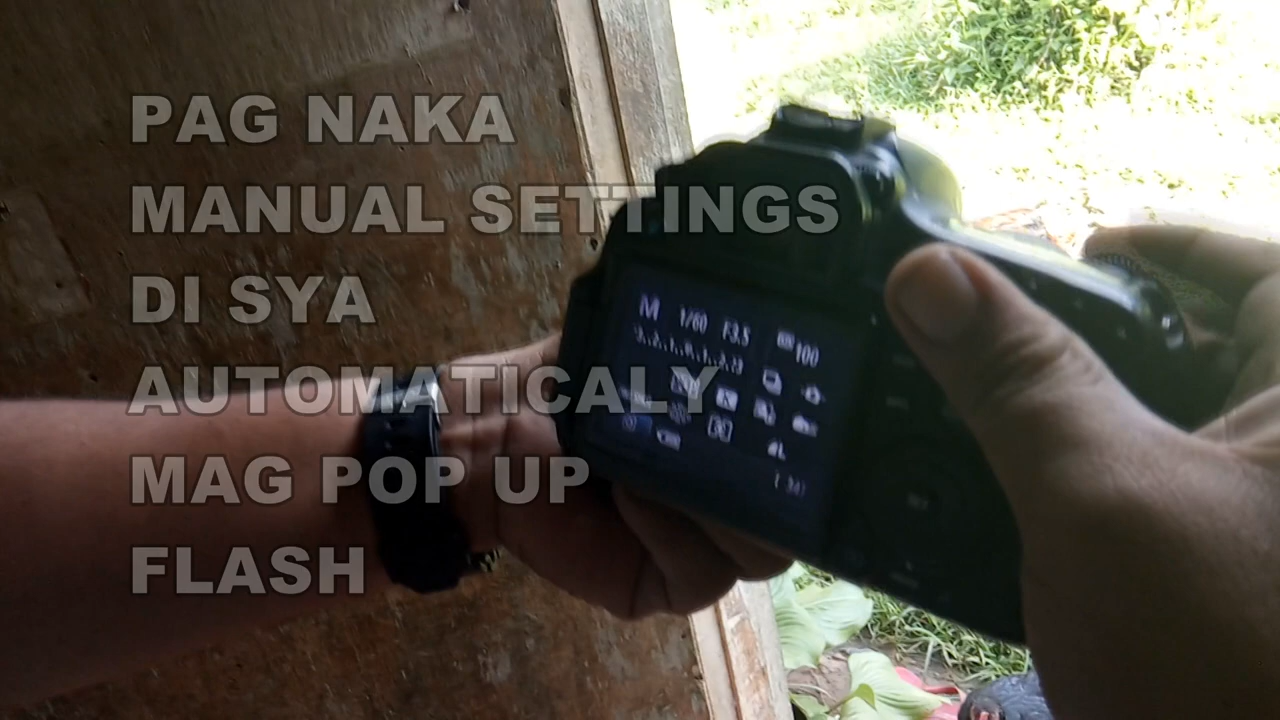 PAG NAKA
MANUAL SETTINGS
DI SYA
AUTOMATICALY
MAG POP UP
FLASH
M 1/60 F3.5 100